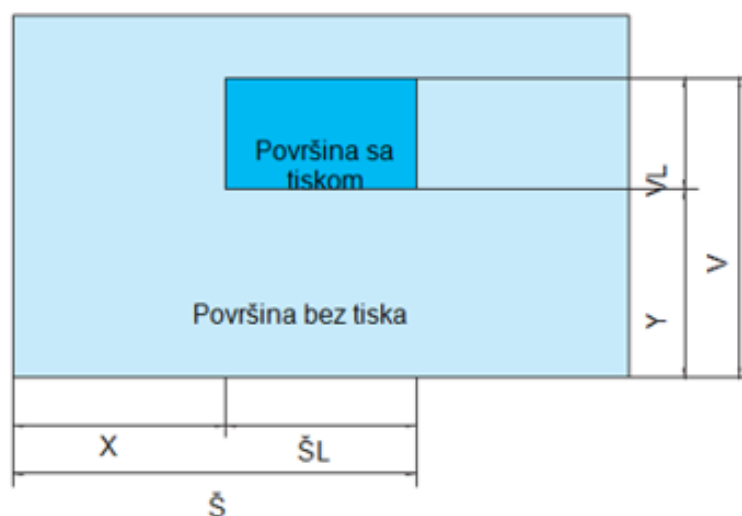 Površina sa
tiskom
VL
V
Površina bez tiska
Y
X
ŠL
Š